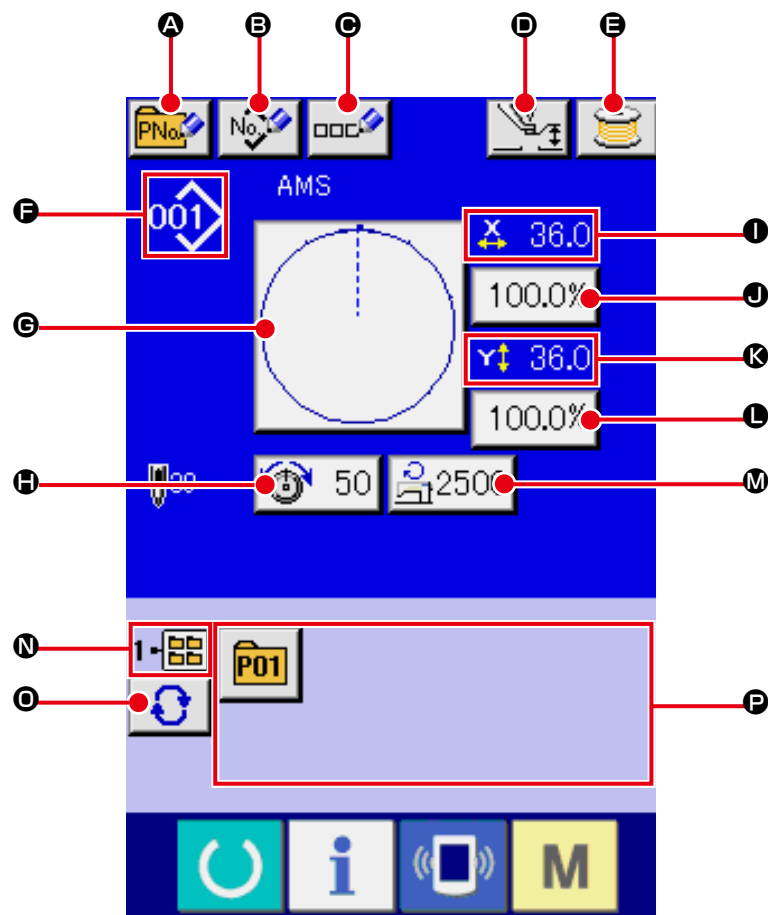 A B C D E
PNo. No.
F 001 AMS X 36.0 I
100.0% J
G Y 36.0 K
100.0% L
H 50 2500 M
N 1
P01
O P
i M